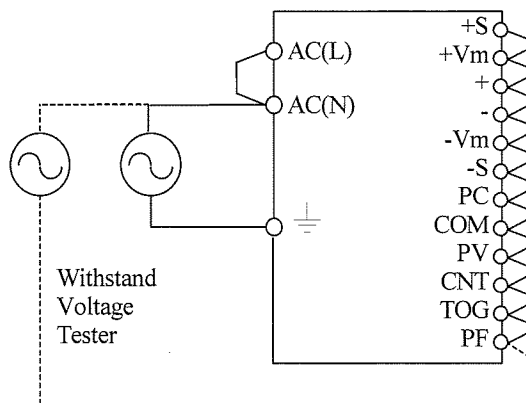 AC(L)
AC(N)
+S
+Vm
+
-
-Vm
-S
PC
COM
PV
CNT
TOG
PF
Withstand
Voltage
Tester